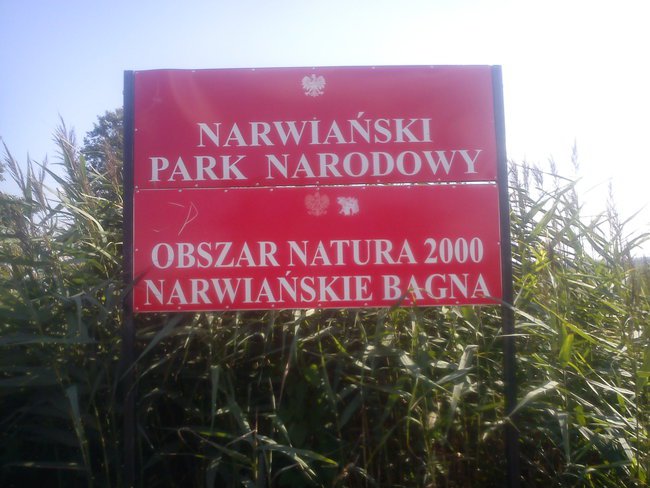 NARWIAŃSKI
PARK NARODOWY
OBSZAR NATURA 2000
NARWIAŃSKIE BAGNA